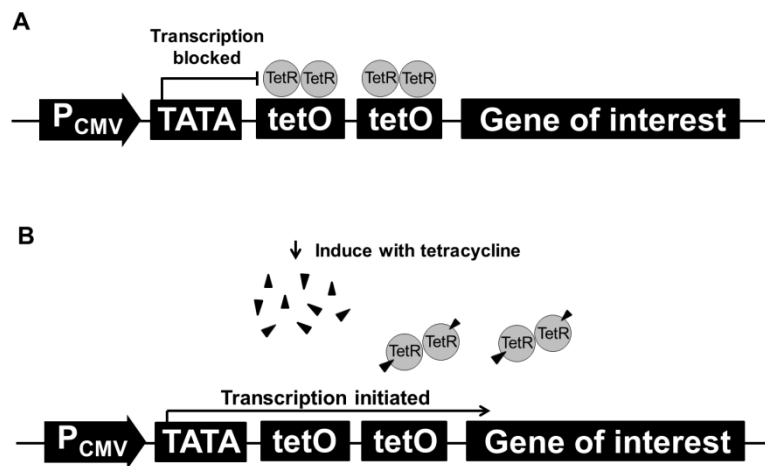 A
Transcription
blocked
TetR TetR TetR TetR
PCMV TATA tetO tetO Gene of interest
B
Induce with tetracycline
TetR TetR TetR TetR
Transcription initiated
PCMV TATA tetO tetO Gene of interest